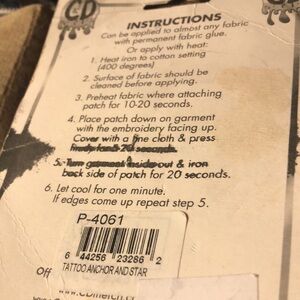 CD
INSTRUCTIONS
Can be applied to almost any fabric
with permanent fabric glue.
Or apply with heat:
1. Heat iron to cotton setting
(400 degrees)
2. Surface of fabric should be
cleaned before applying.
3. Preheat fabric where attaching
patch for 10-20 seconds.
4. Place patch down on garment
with the embroidery facing up.
Cover with a fine cloth & press
firmly for 20 seconds.
5. Turn garment inside out & iron
back side of patch for 20 seconds.
6. Let cool for one minute.
If edges come up repeat step 5.
P-4061
6 44256 23286 2
TATTOO ANCHOR AND STAR
Off